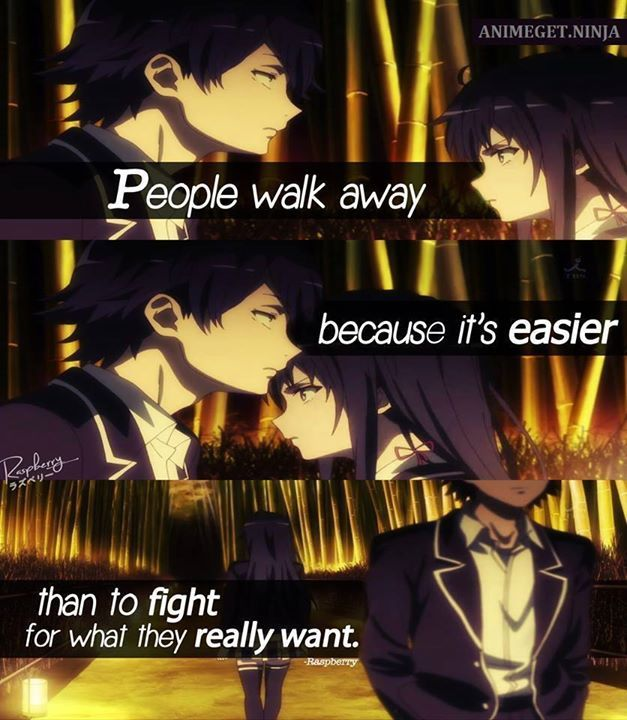 ANIMEGET.NINJA
People walk away
because it's easier
TBS
Raspberry
ラズベリー
than to fight
for what they really want.
-Raspberry